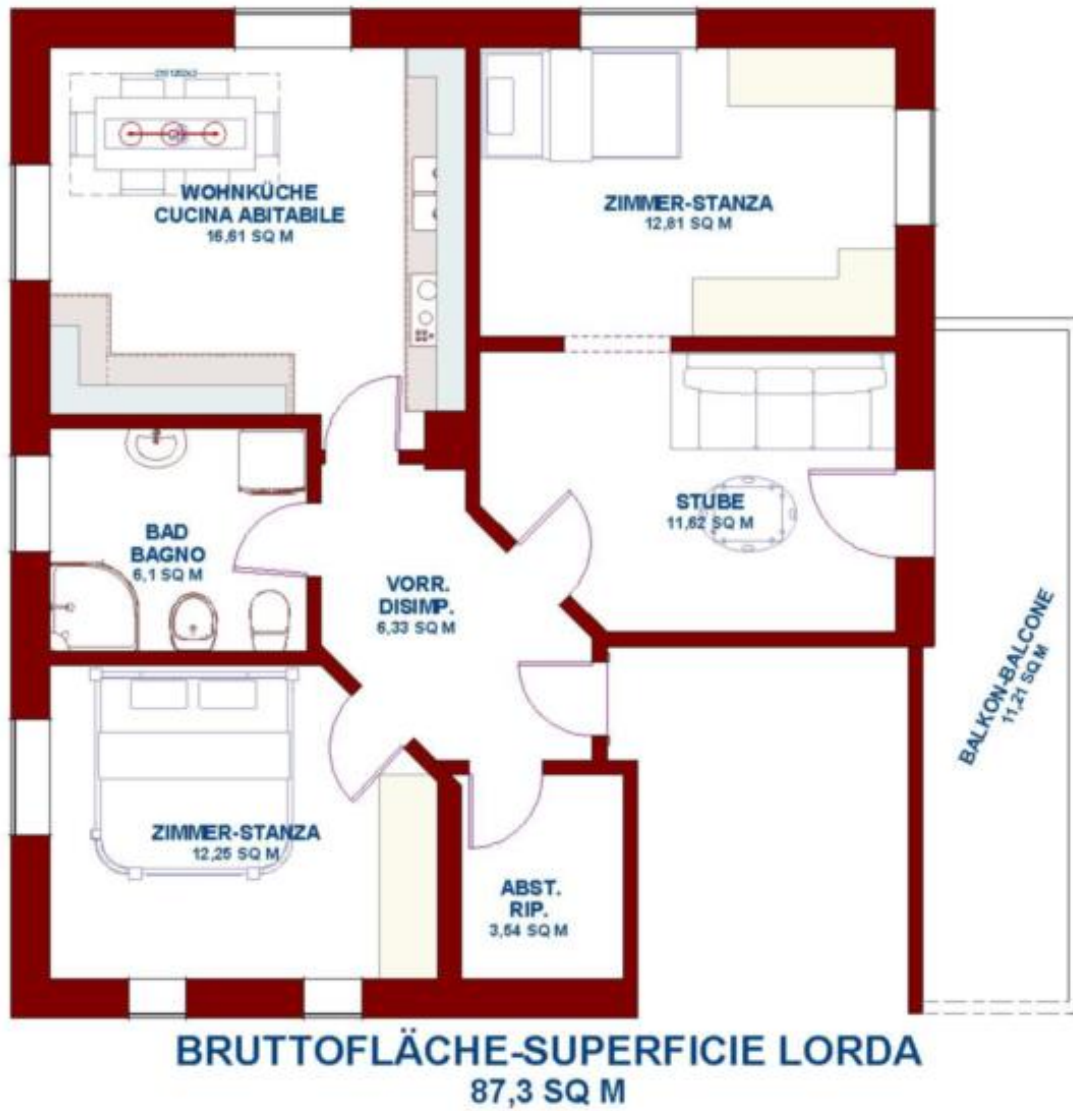 WOHNKÜCHE
CUCINA ABITABILE
16,61 SQ M
ZIMMER-STANZA
12,81 SQ M
STUBE
11,62 SQ M
BAD
BAGNO
6,1 SQ M
VORR.
DISIMP.
6,33 SQ M
BALKON-BALCONE
11,21 SQ M
ZIMMER-STANZA
12,25 SQ M
ABST.
RIP.
3,54 SQ M
BRUTTOFLÄCHE-SUPERFICIE LORDA
87,3 SQ M